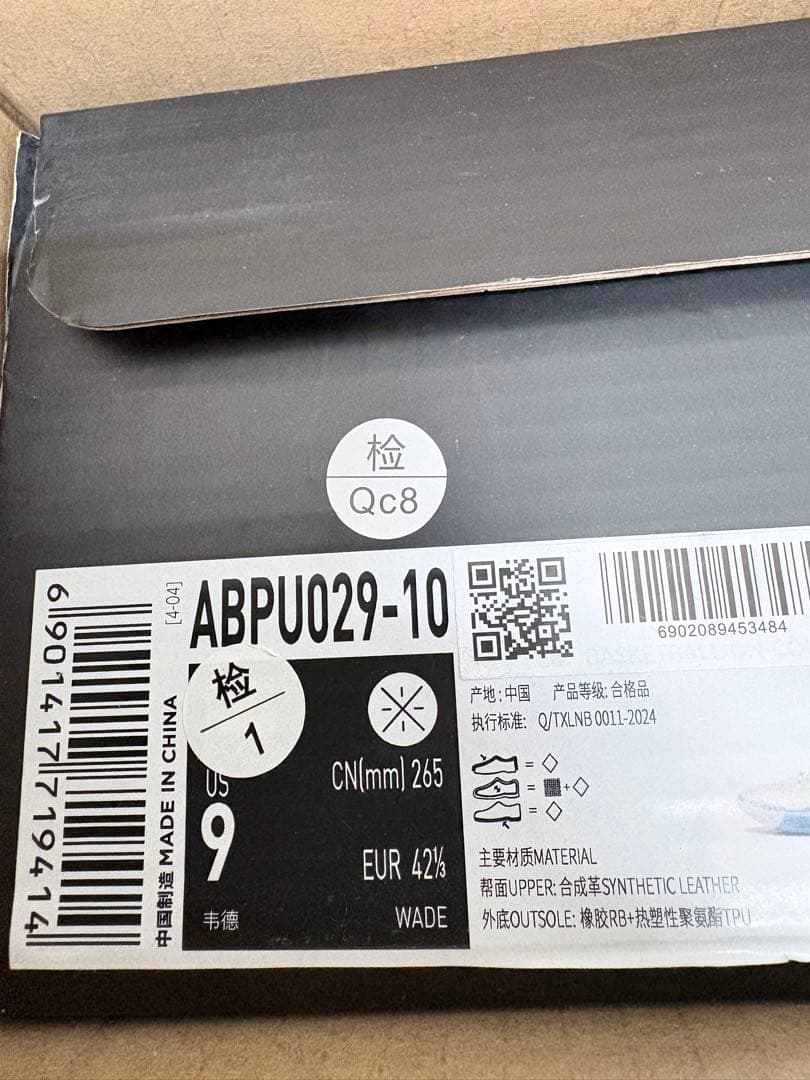 检
Qc8
6901417719414
[4-04]
中国制造 MADE IN CHINA
ABPU029-10
检
1
US
9
韦德
CN(mm) 265
EUR 42⅓
WADE
6902089453484
产地: 中国 产品等级: 合格品
执行标准: Q/TXLNB 0011-2024
= ◇
= +◇
= ◇
主要材质MATERIAL
帮面UPPER: 合成革SYNTHETIC LEATHER
外底OUTSOLE: 橡胶RB+热塑性聚氨酯TPU